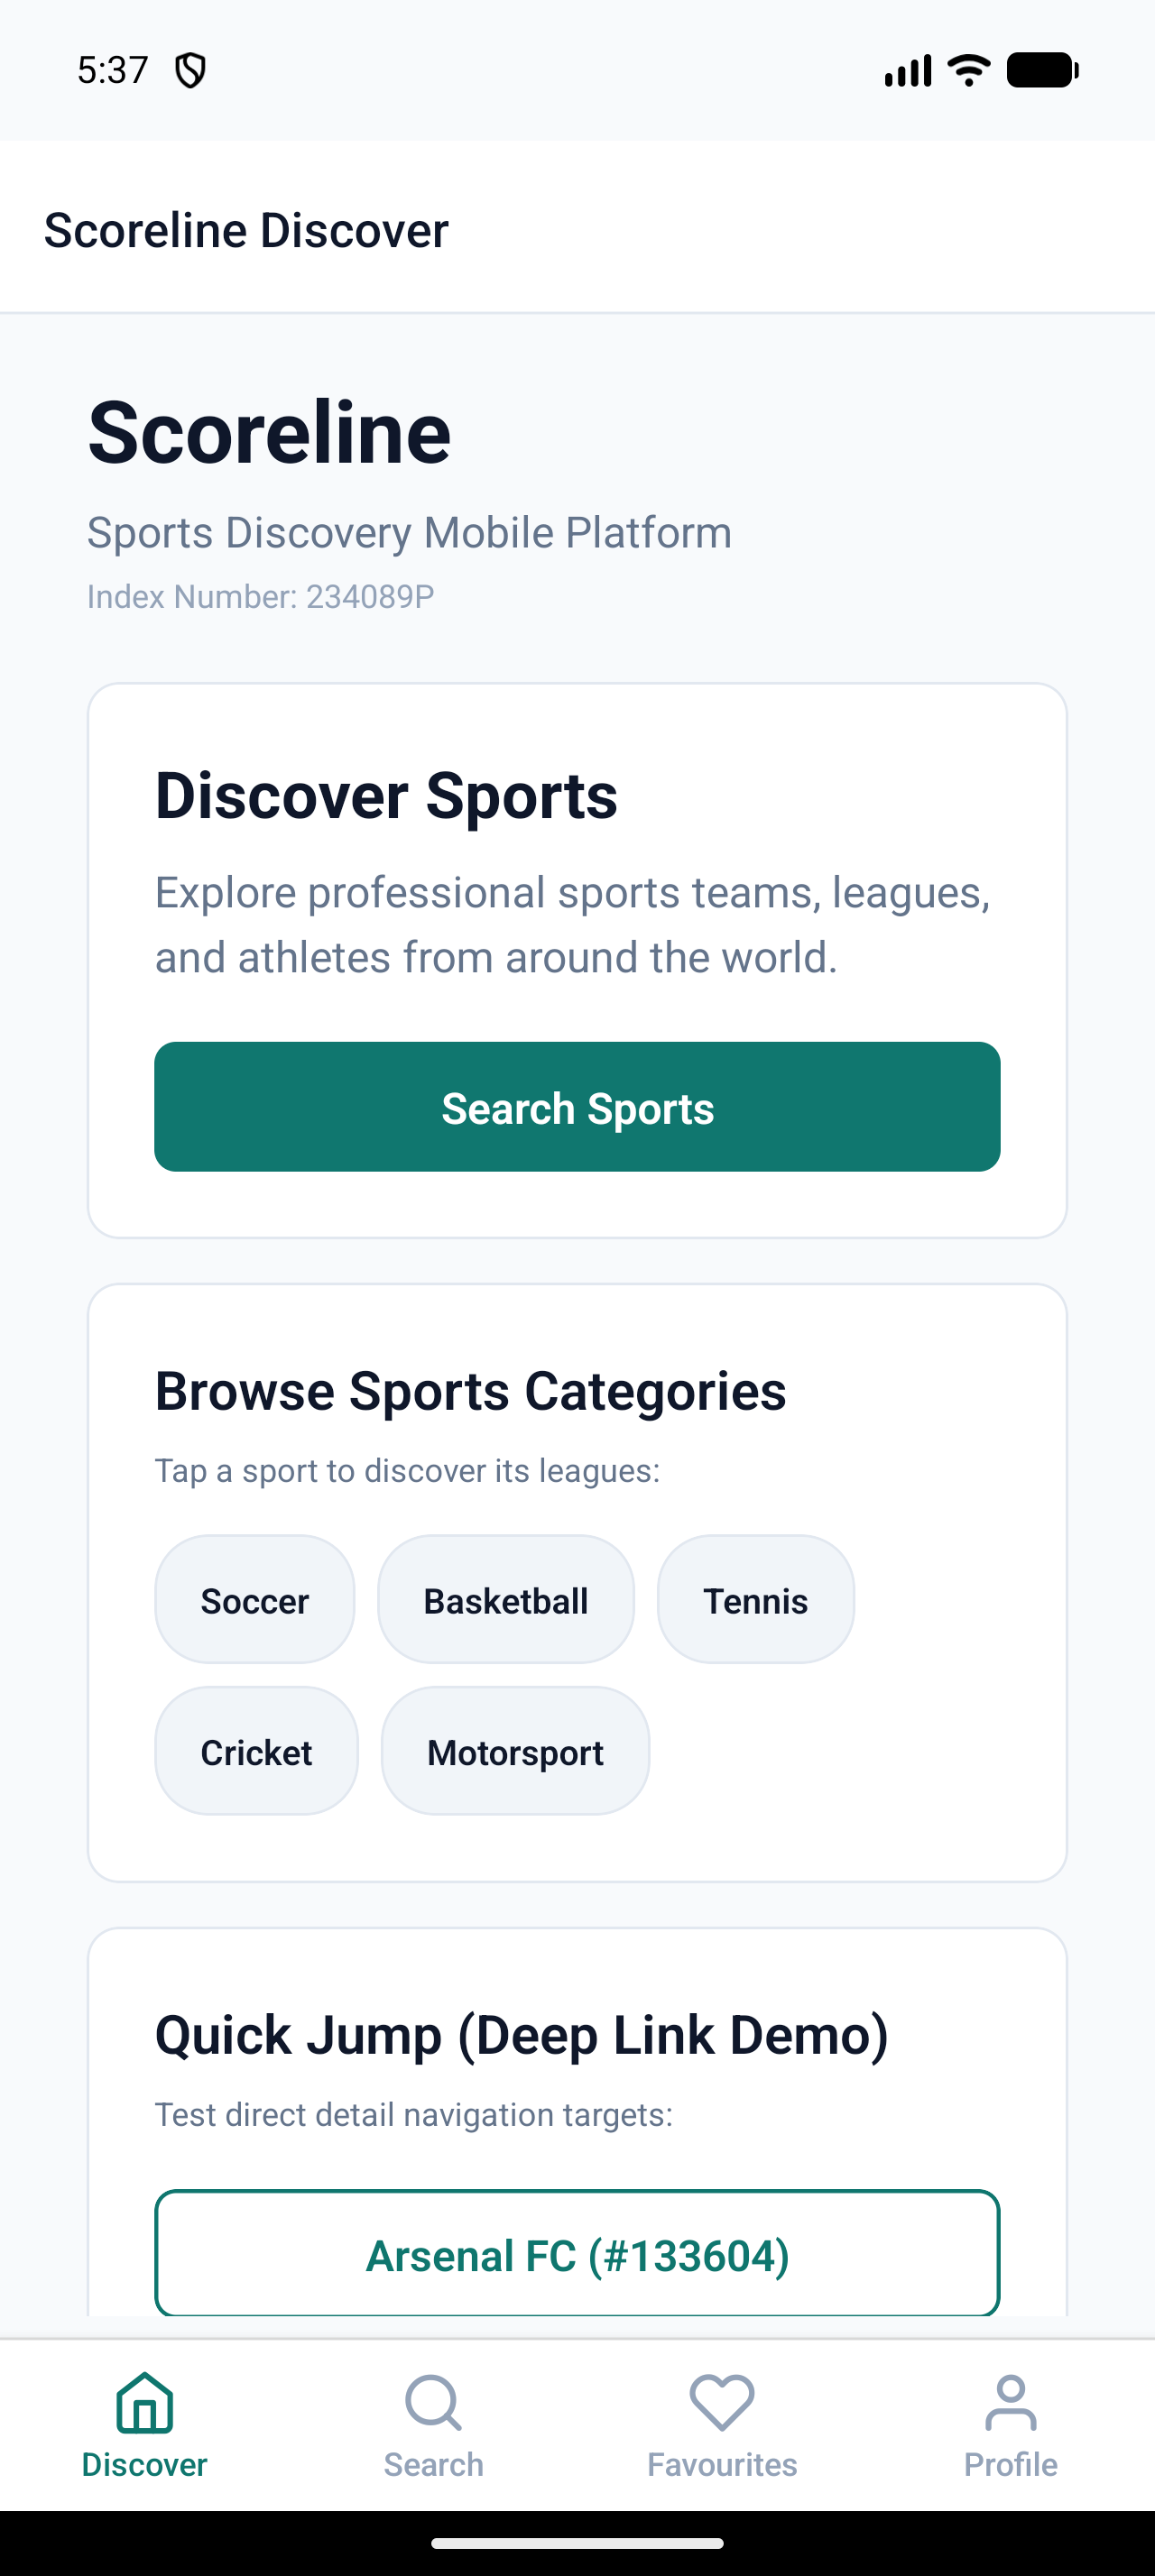 5:37
Scoreline Discover
Scoreline
Sports Discovery Mobile Platform
Index Number: 234089P
Discover Sports
Explore professional sports teams, leagues,
and athletes from around the world.
Search Sports
Browse Sports Categories
Tap a sport to discover its leagues:
Soccer Basketball Tennis
Cricket Motorsport
Quick Jump (Deep Link Demo)
Test direct detail navigation targets:
Arsenal FC (#133604)
Discover Search Favourites Profile